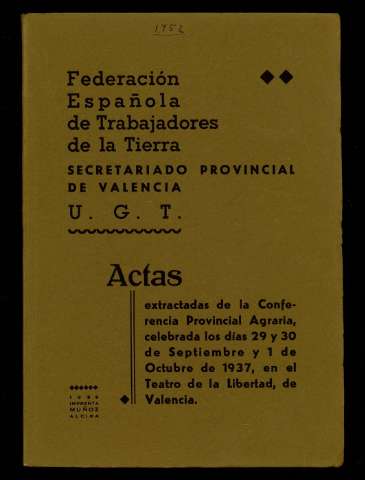 1752
Federación
Española
de Trabajadores
de la Tierra
SECRETARIADO PROVINCIAL
DE VALENCIA
U. G. T.
Actas
extractadas de la Confe-
rencia Provincial Agraria,
celebrada los días 29 y 30
de Septiembre y 1 de
Octubre de 1937, en el
Teatro de la Libertad, de
Valencia.
IMPRENTA
MUÑOZ
ALCIRA